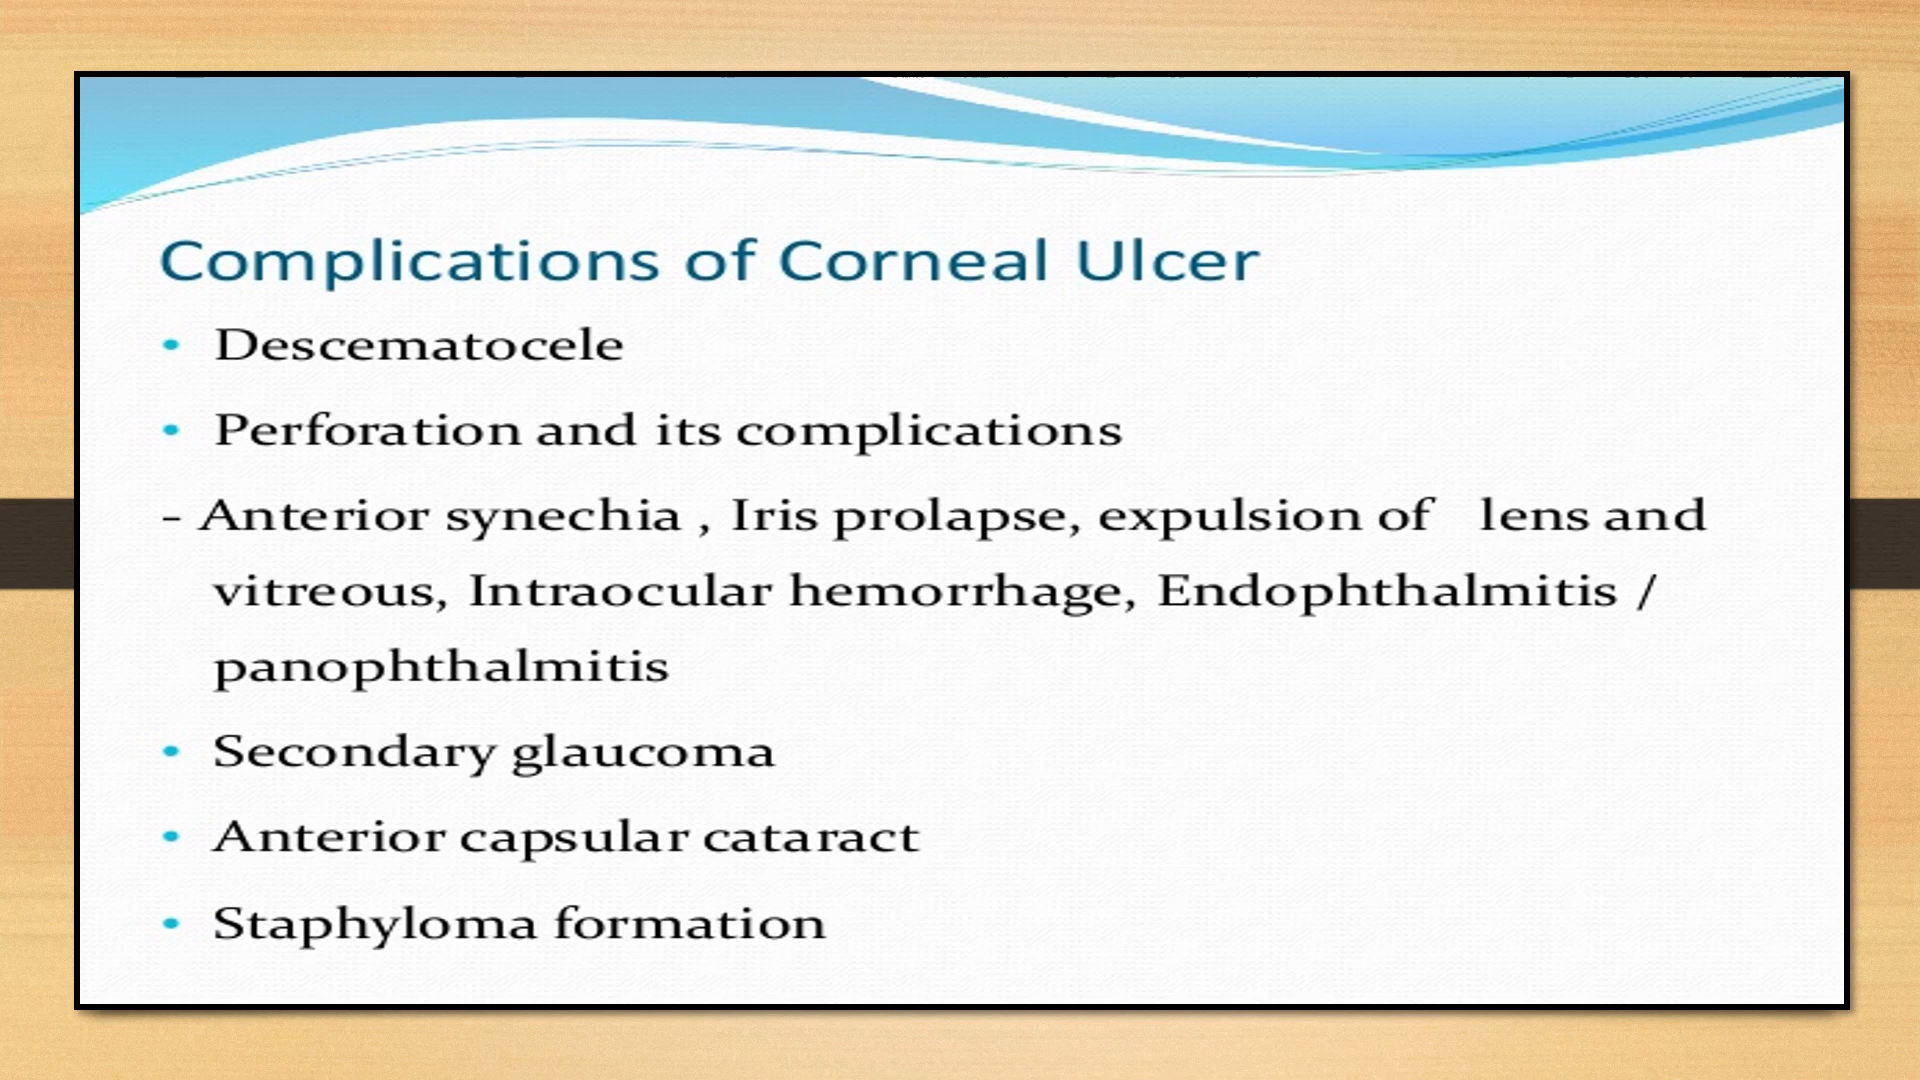 Complications of Corneal Ulcer
• Descematocele
• Perforation and its complications
- Anterior synechia , Iris prolapse, expulsion of lens and
vitreous, Intraocular hemorrhage, Endophthalmitis /
panophthalmitis
• Secondary glaucoma
• Anterior capsular cataract
• Staphyloma formation